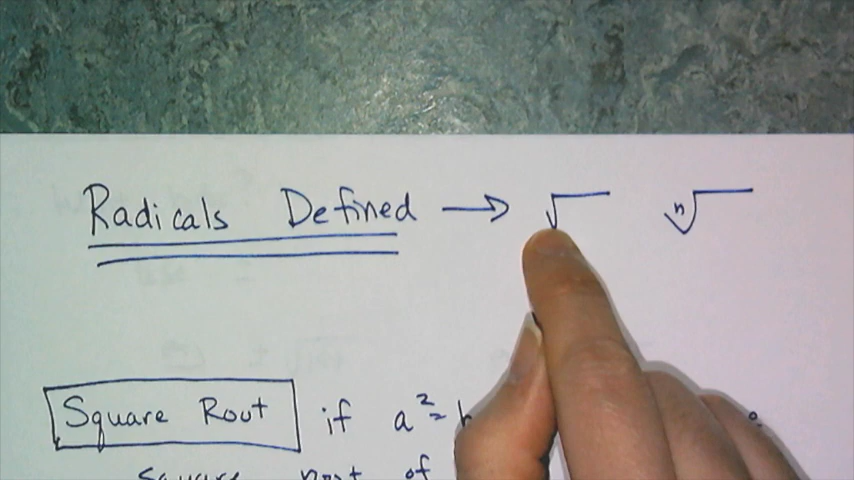 Radicals Defined → √ ⁿ√
Square Root if a² =
square root of